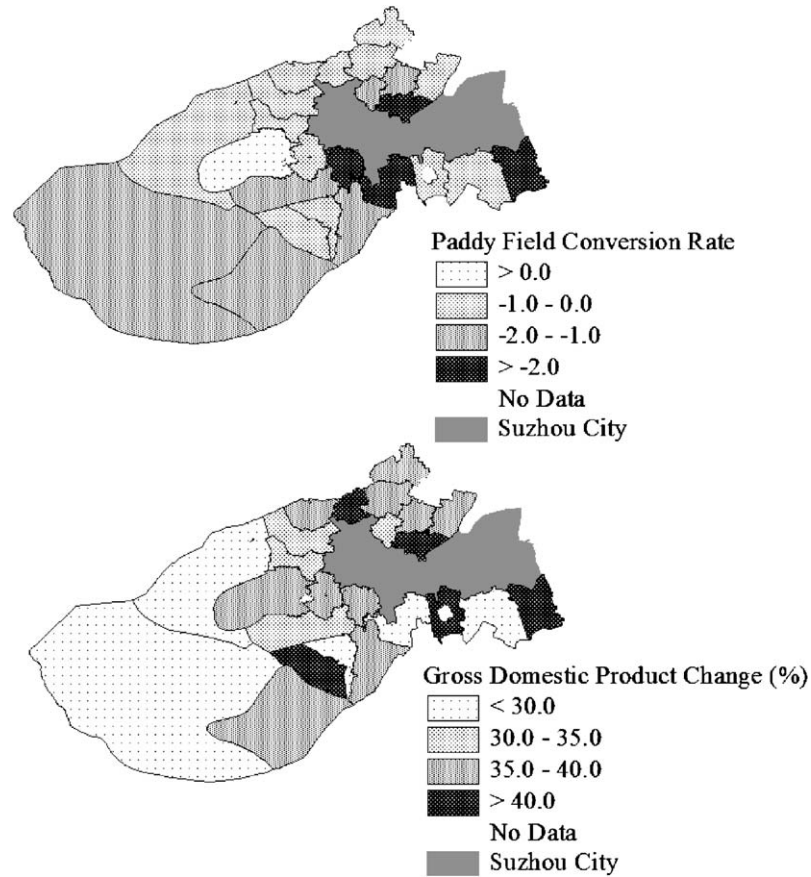 Paddy Field Conversion Rate
> 0.0
-1.0 - 0.0
-2.0 - -1.0
> -2.0
No Data
Suzhou City
Gross Domestic Product Change (%)
< 30.0
30.0 - 35.0
35.0 - 40.0
> 40.0
No Data
Suzhou City